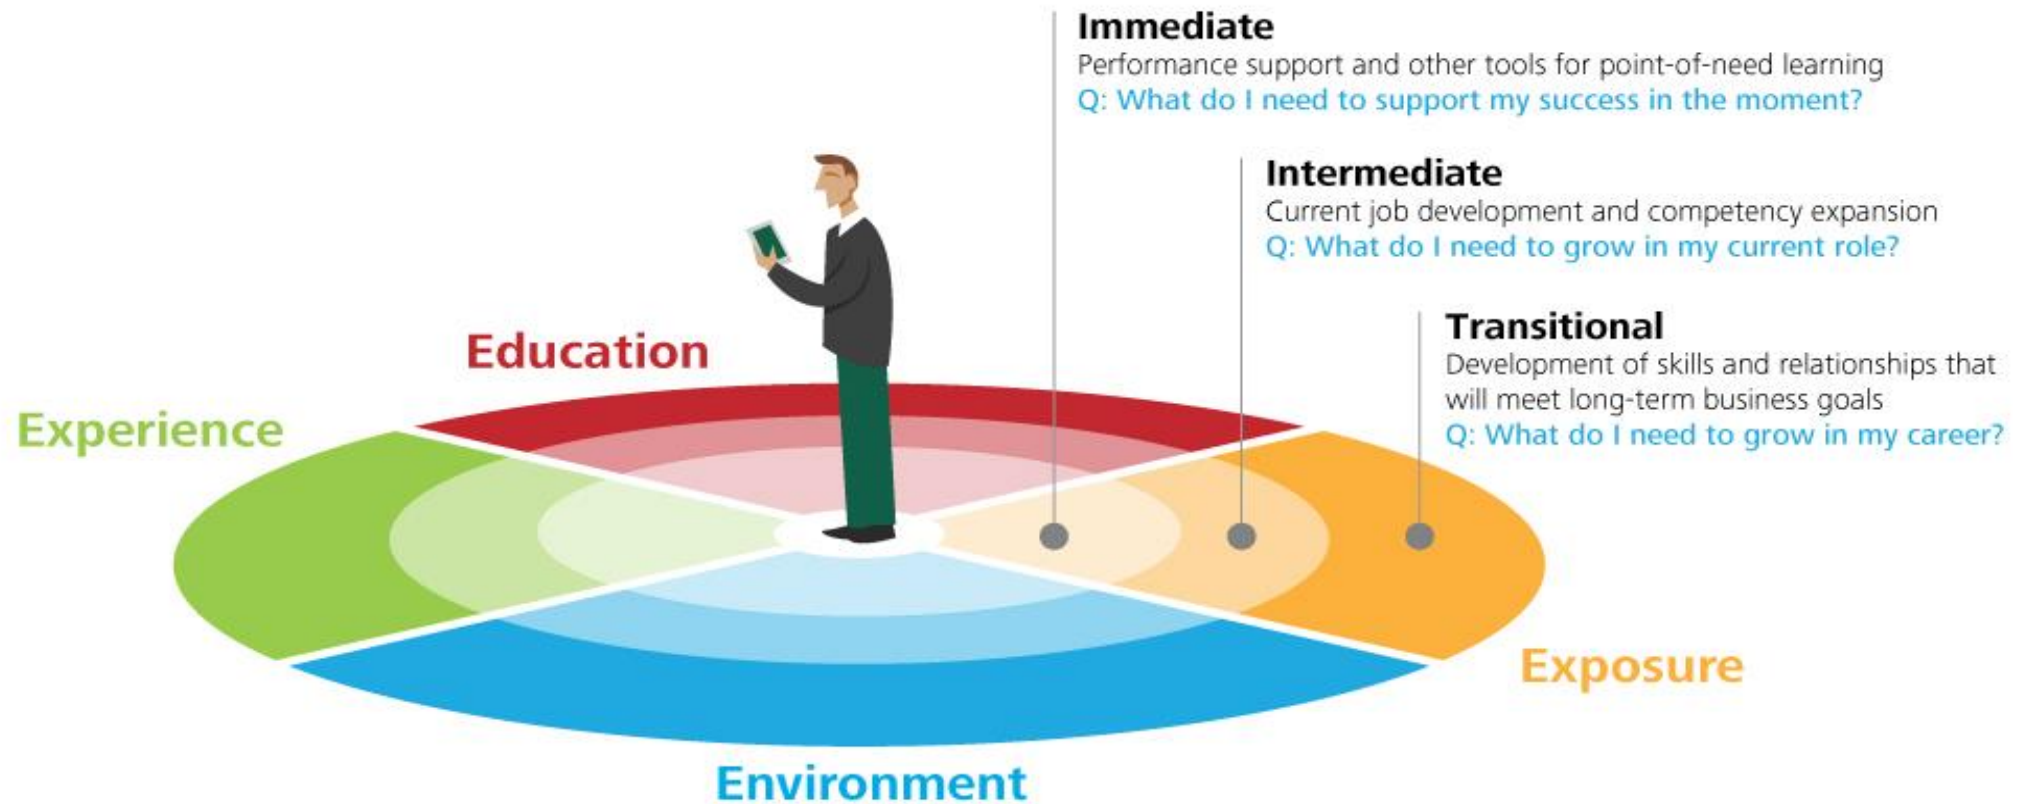 Immediate
Performance support and other tools for point-of-need learning
Q: What do I need to support my success in the moment?
Intermediate
Current job development and competency expansion
Q: What do I need to grow in my current role?
Transitional
Development of skills and relationships that
will meet long-term business goals
Q: What do I need to grow in my career?
Education
Experience
Exposure
Environment